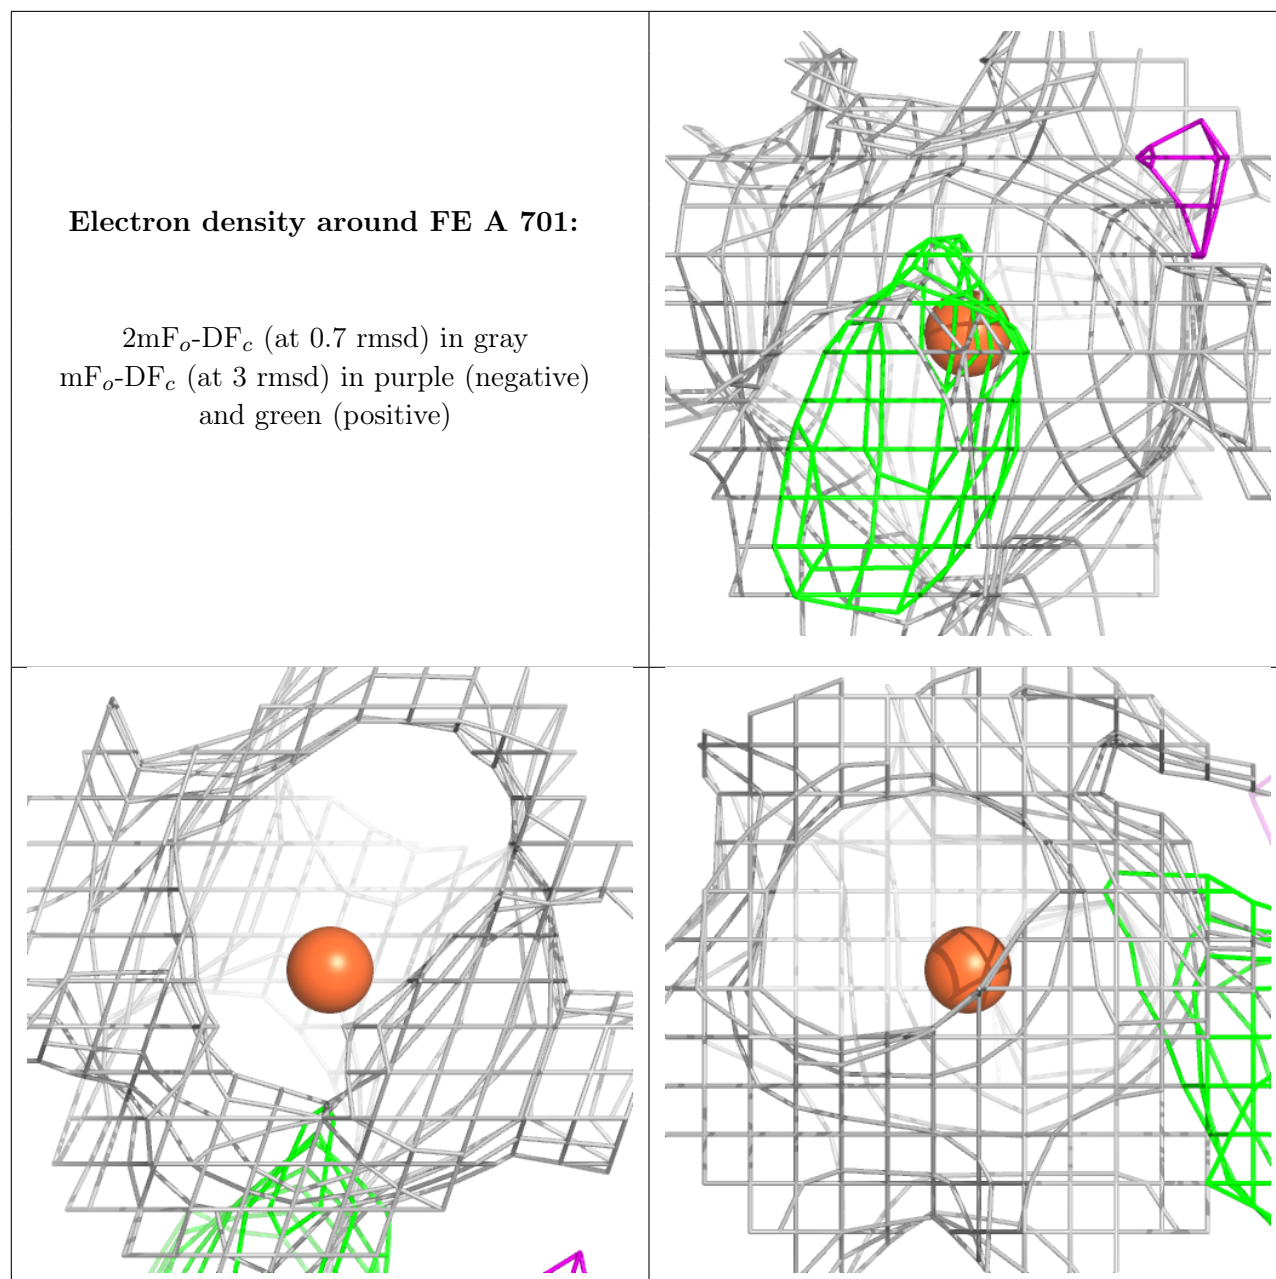 Electron density around FE A 701:
2mFo-DFc (at 0.7 rmsd) in gray
mFo-DFc (at 3 rmsd) in purple (negative)
and green (positive)